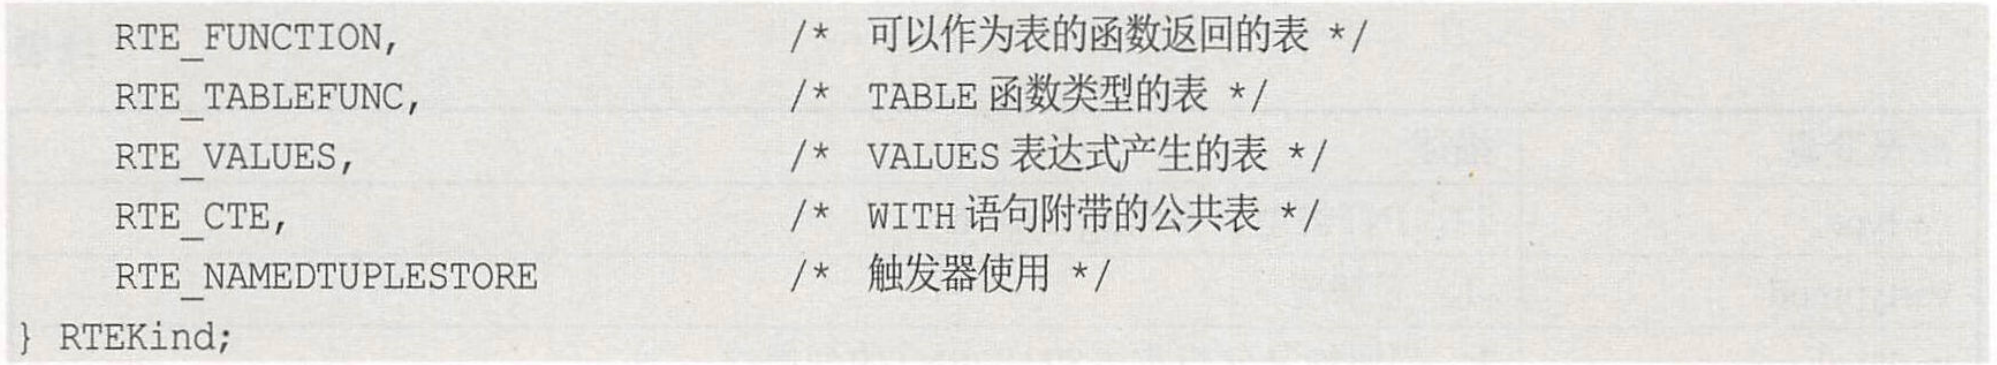 RTE_FUNCTION, /* 可以作为表的函数返回的表 */
RTE_TABLEFUNC, /* TABLE 函数类型的表 */
RTE_VALUES, /* VALUES 表达式产生的表 */
RTE_CTE, /* WITH 语句附带的公共表 */
RTE_NAMEDTUPLESTORE /* 触发器使用 */
} RTEKind;